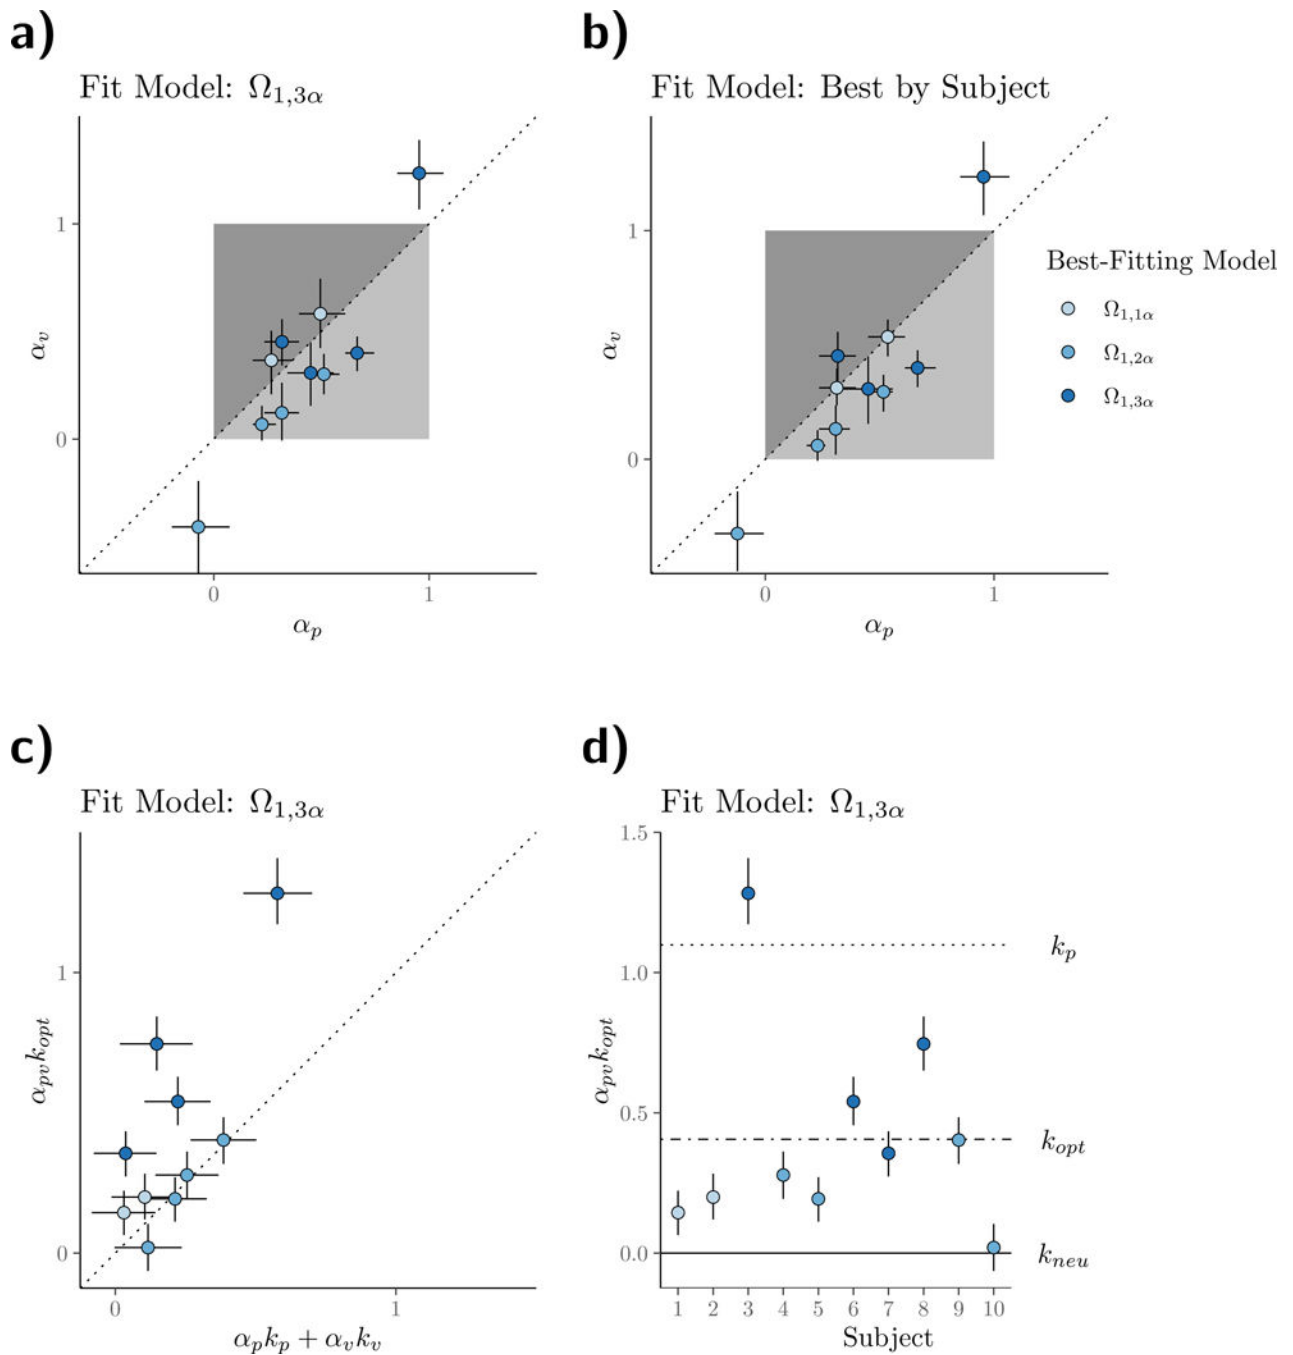 a)
Fit Model: Ω1,3α
1
0
αv
0 1
αp
b)
Fit Model: Best by Subject
1
0
αv
0 1
αp
Best-Fitting Model
Ω1,1α
Ω1,2α
Ω1,3α
c)
Fit Model: Ω1,3α
1
0
αpvkopt
0 1
αpkp + αvkv
d)
Fit Model: Ω1,3α
1.5
1.0
0.5
0.0
αpvkopt
kp
kopt
kneu
1 2 3 4 5 6 7 8 9 10
Subject